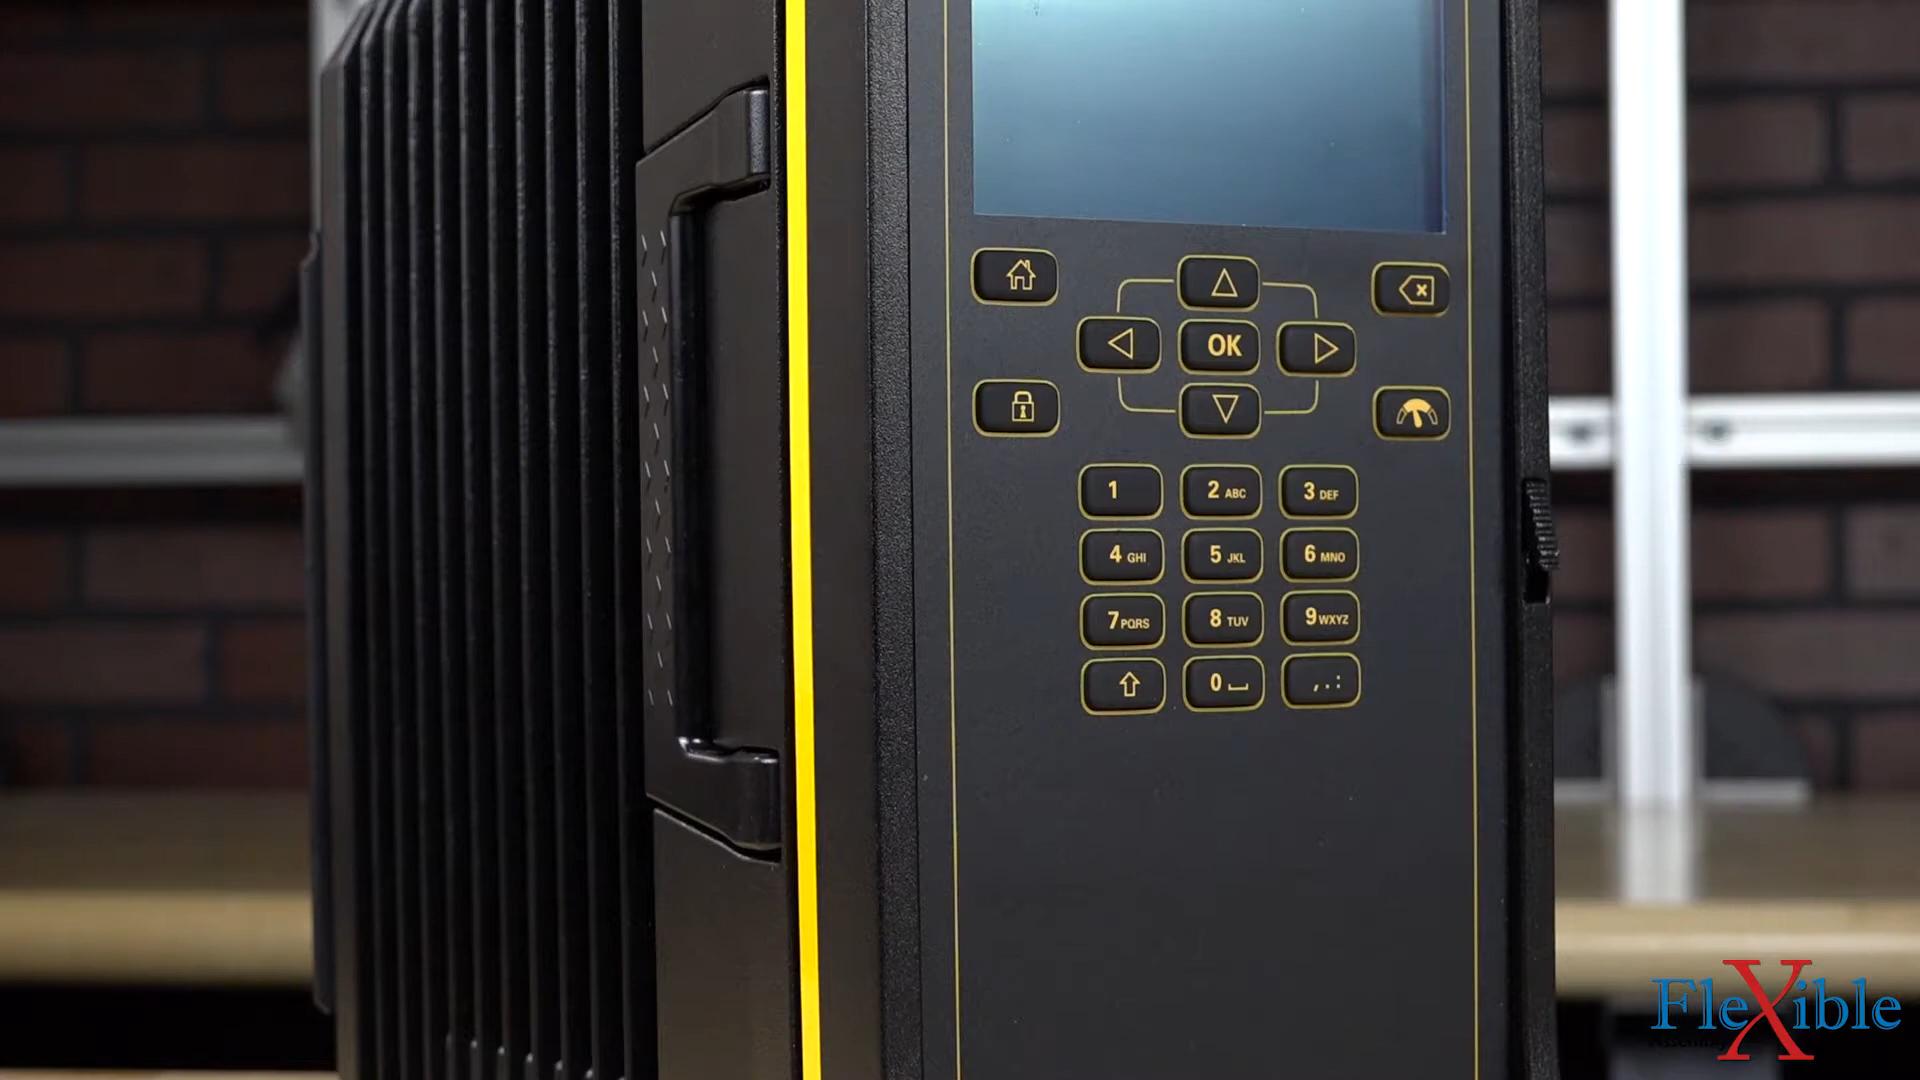 OK
1
2 ABC
3 DEF
4 GHI
5 JKL
6 MNO
7 PQRS
8 TUV
9 WXYZ
0
, . :
FleXible
Assembly